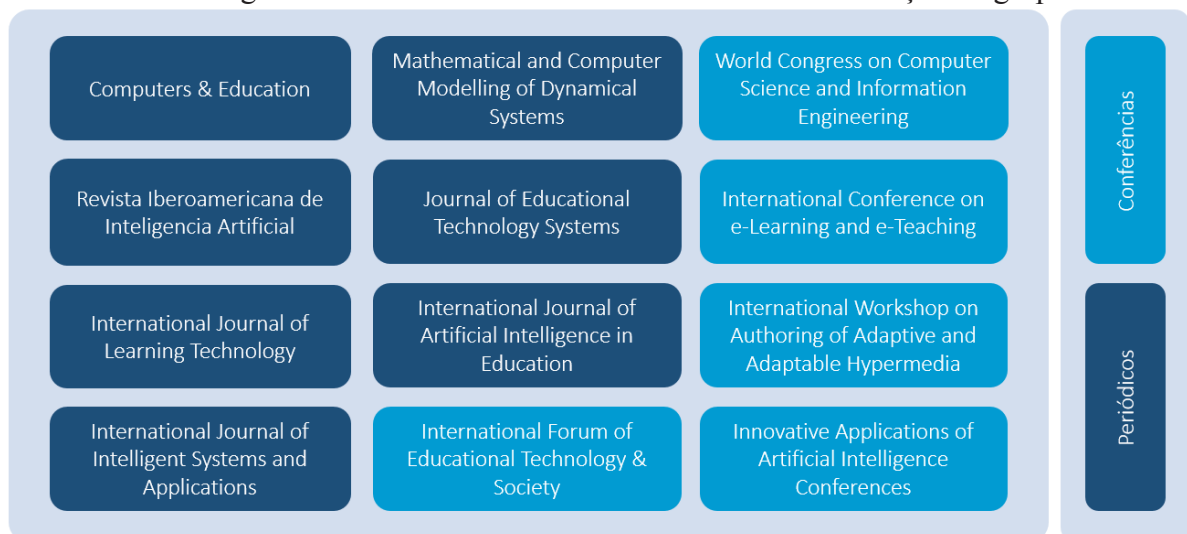 Computers & Education
Mathematical and Computer
Modelling of Dynamical
Systems
World Congress on Computer
Science and Information
Engineering
Revista Iberoamericana de
Inteligencia Artificial
Journal of Educational
Technology Systems
International Conference on
e-Learning and e-Teaching
International Journal of
Learning Technology
International Journal of
Artificial Intelligence in
Education
International Workshop on
Authoring of Adaptive and
Adaptable Hypermedia
International Journal of
Intelligent Systems and
Applications
International Forum of
Educational Technology &
Society
Innovative Applications of
Artificial Intelligence
Conferences
Conferências
Periódicos